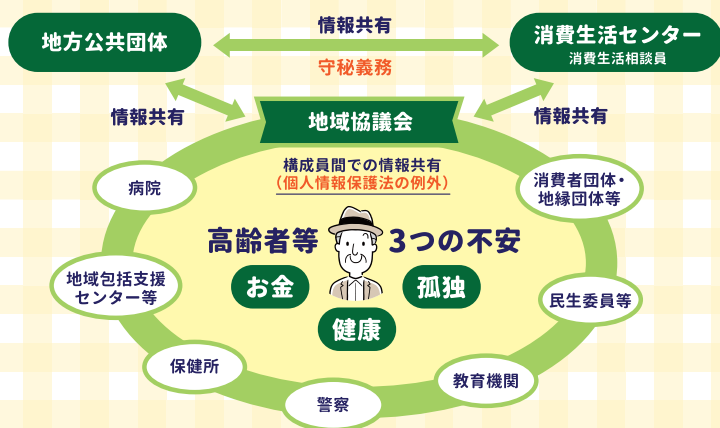 地方公共団体
情報共有
守秘義務
消費生活センター
消費生活相談員
情報共有
情報共有
地域協議会
構成員間での情報共有
（個人情報保護法の例外）
病院
消費者団体・
地縁団体等
高齢者等
3つの不安
お金
孤独
健康
地域包括支援
センター等
民生委員等
保健所
教育機関
警察